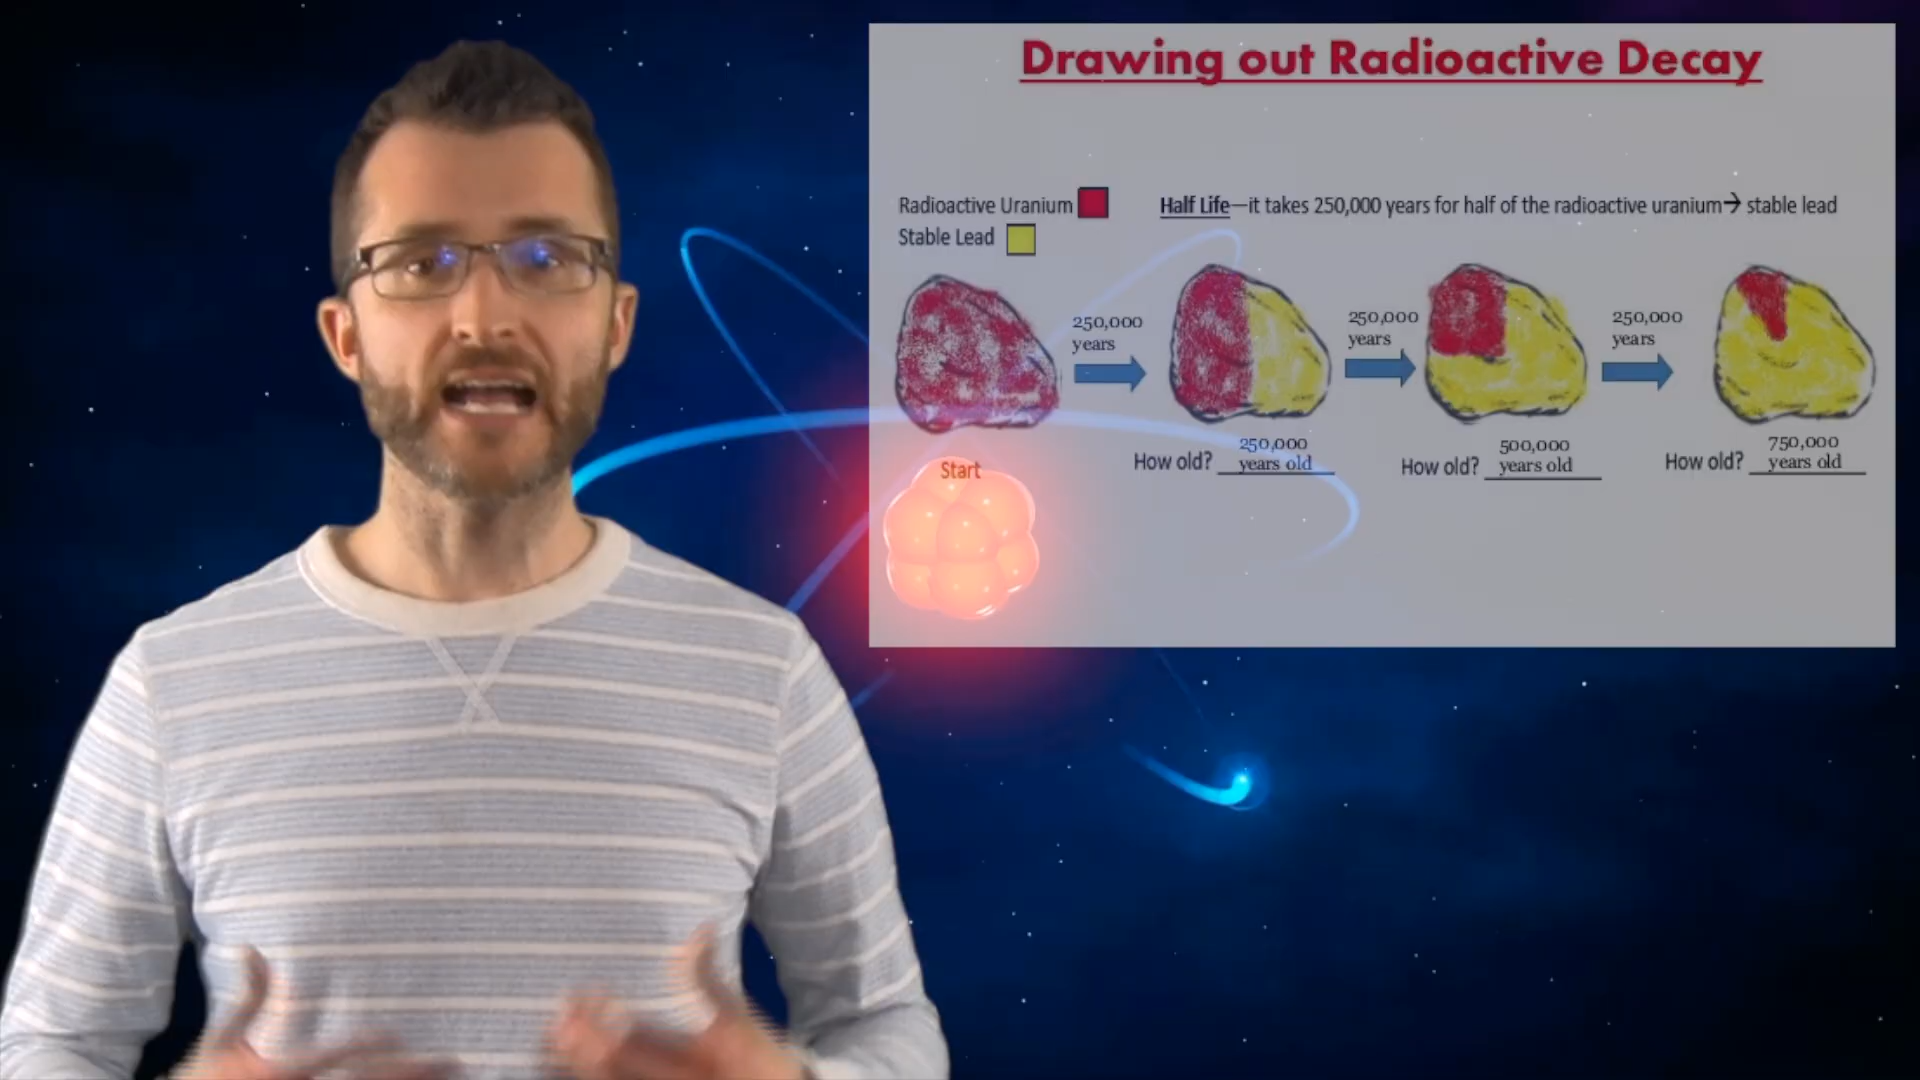 Drawing out Radioactive Decay
Radioactive Uranium
Half Life—it takes 250,000 years for half of the radioactive uranium→ stable lead
Stable Lead
250,000
years
250,000
years
250,000
years
Start
How old? 250,000
years old
How old? 500,000
years old
How old? 750,000
years old